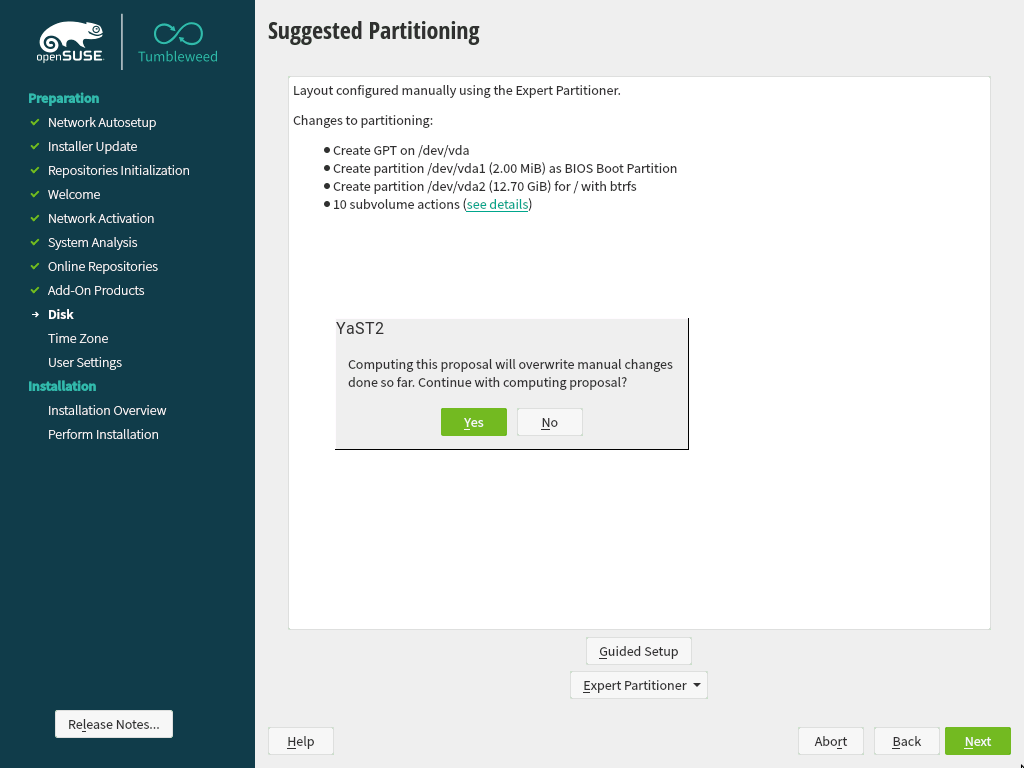 openSUSE
Tumbleweed
Suggested Partitioning
Preparation
Network Autosetup
Installer Update
Repositories Initialization
Welcome
Network Activation
System Analysis
Online Repositories
Add-On Products
Disk
Time Zone
User Settings
Installation
Installation Overview
Perform Installation
Release Notes...
Layout configured manually using the Expert Partitioner.
Changes to partitioning:
Create GPT on /dev/vda
Create partition /dev/vda1 (2.00 MiB) as BIOS Boot Partition
Create partition /dev/vda2 (12.70 GiB) for / with btrfs
10 subvolume actions (see details)
YaST2
Computing this proposal will overwrite manual changes
done so far. Continue with computing proposal?
Yes No
Guided Setup
Expert Partitioner
Help Abort Back Next